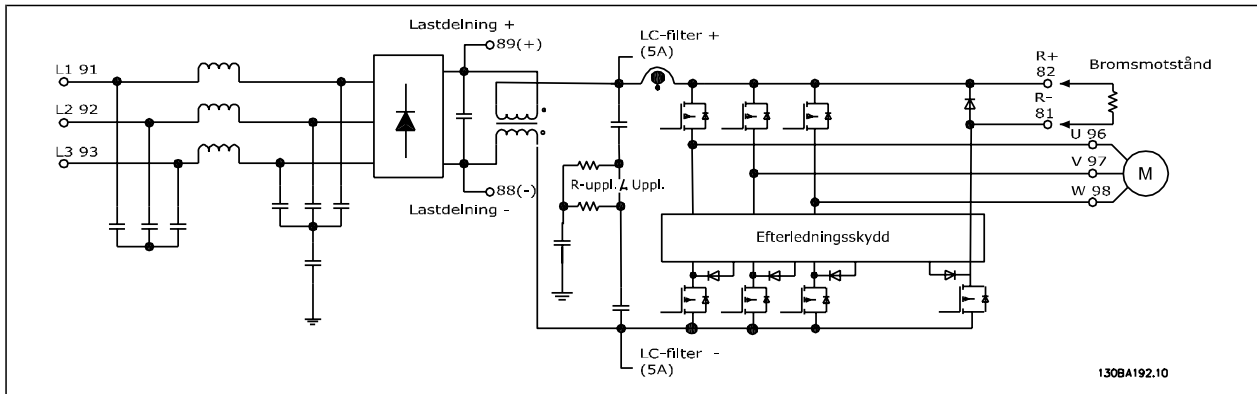 Lastdelning +
89(+)
LC-filter +
(5A)
L1 91
L2 92
L3 93
R+
82
Bromsmotstånd
R-
81
U 96
V 97
W 98
M
R-uppl.
Uppl.
88(-)
Lastdelning -
Efterledningsskydd
LC-filter -
(5A)
130BA192.10